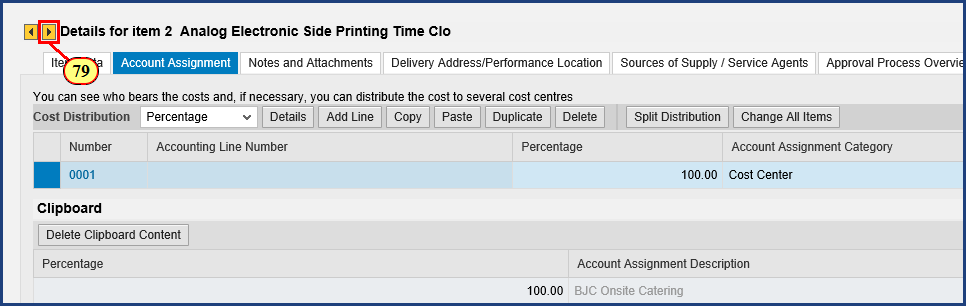 Details for item 2 Analog Electronic Side Printing Time Clo
79
Account Assignment Notes and Attachments Delivery Address/Performance Location Sources of Supply / Service Agents Approval Process Overvie
You can see who bears the costs and, if necessary, you can distribute the cost to several cost centres
Cost Distribution Percentage Details Add Line Copy Paste Duplicate Delete Split Distribution Change All Items
Number Accounting Line Number Percentage Account Assignment Category
0001 100.00 Cost Center
Clipboard
Delete Clipboard Content
Percentage Account Assignment Description
100.00 BJC Onsite Catering